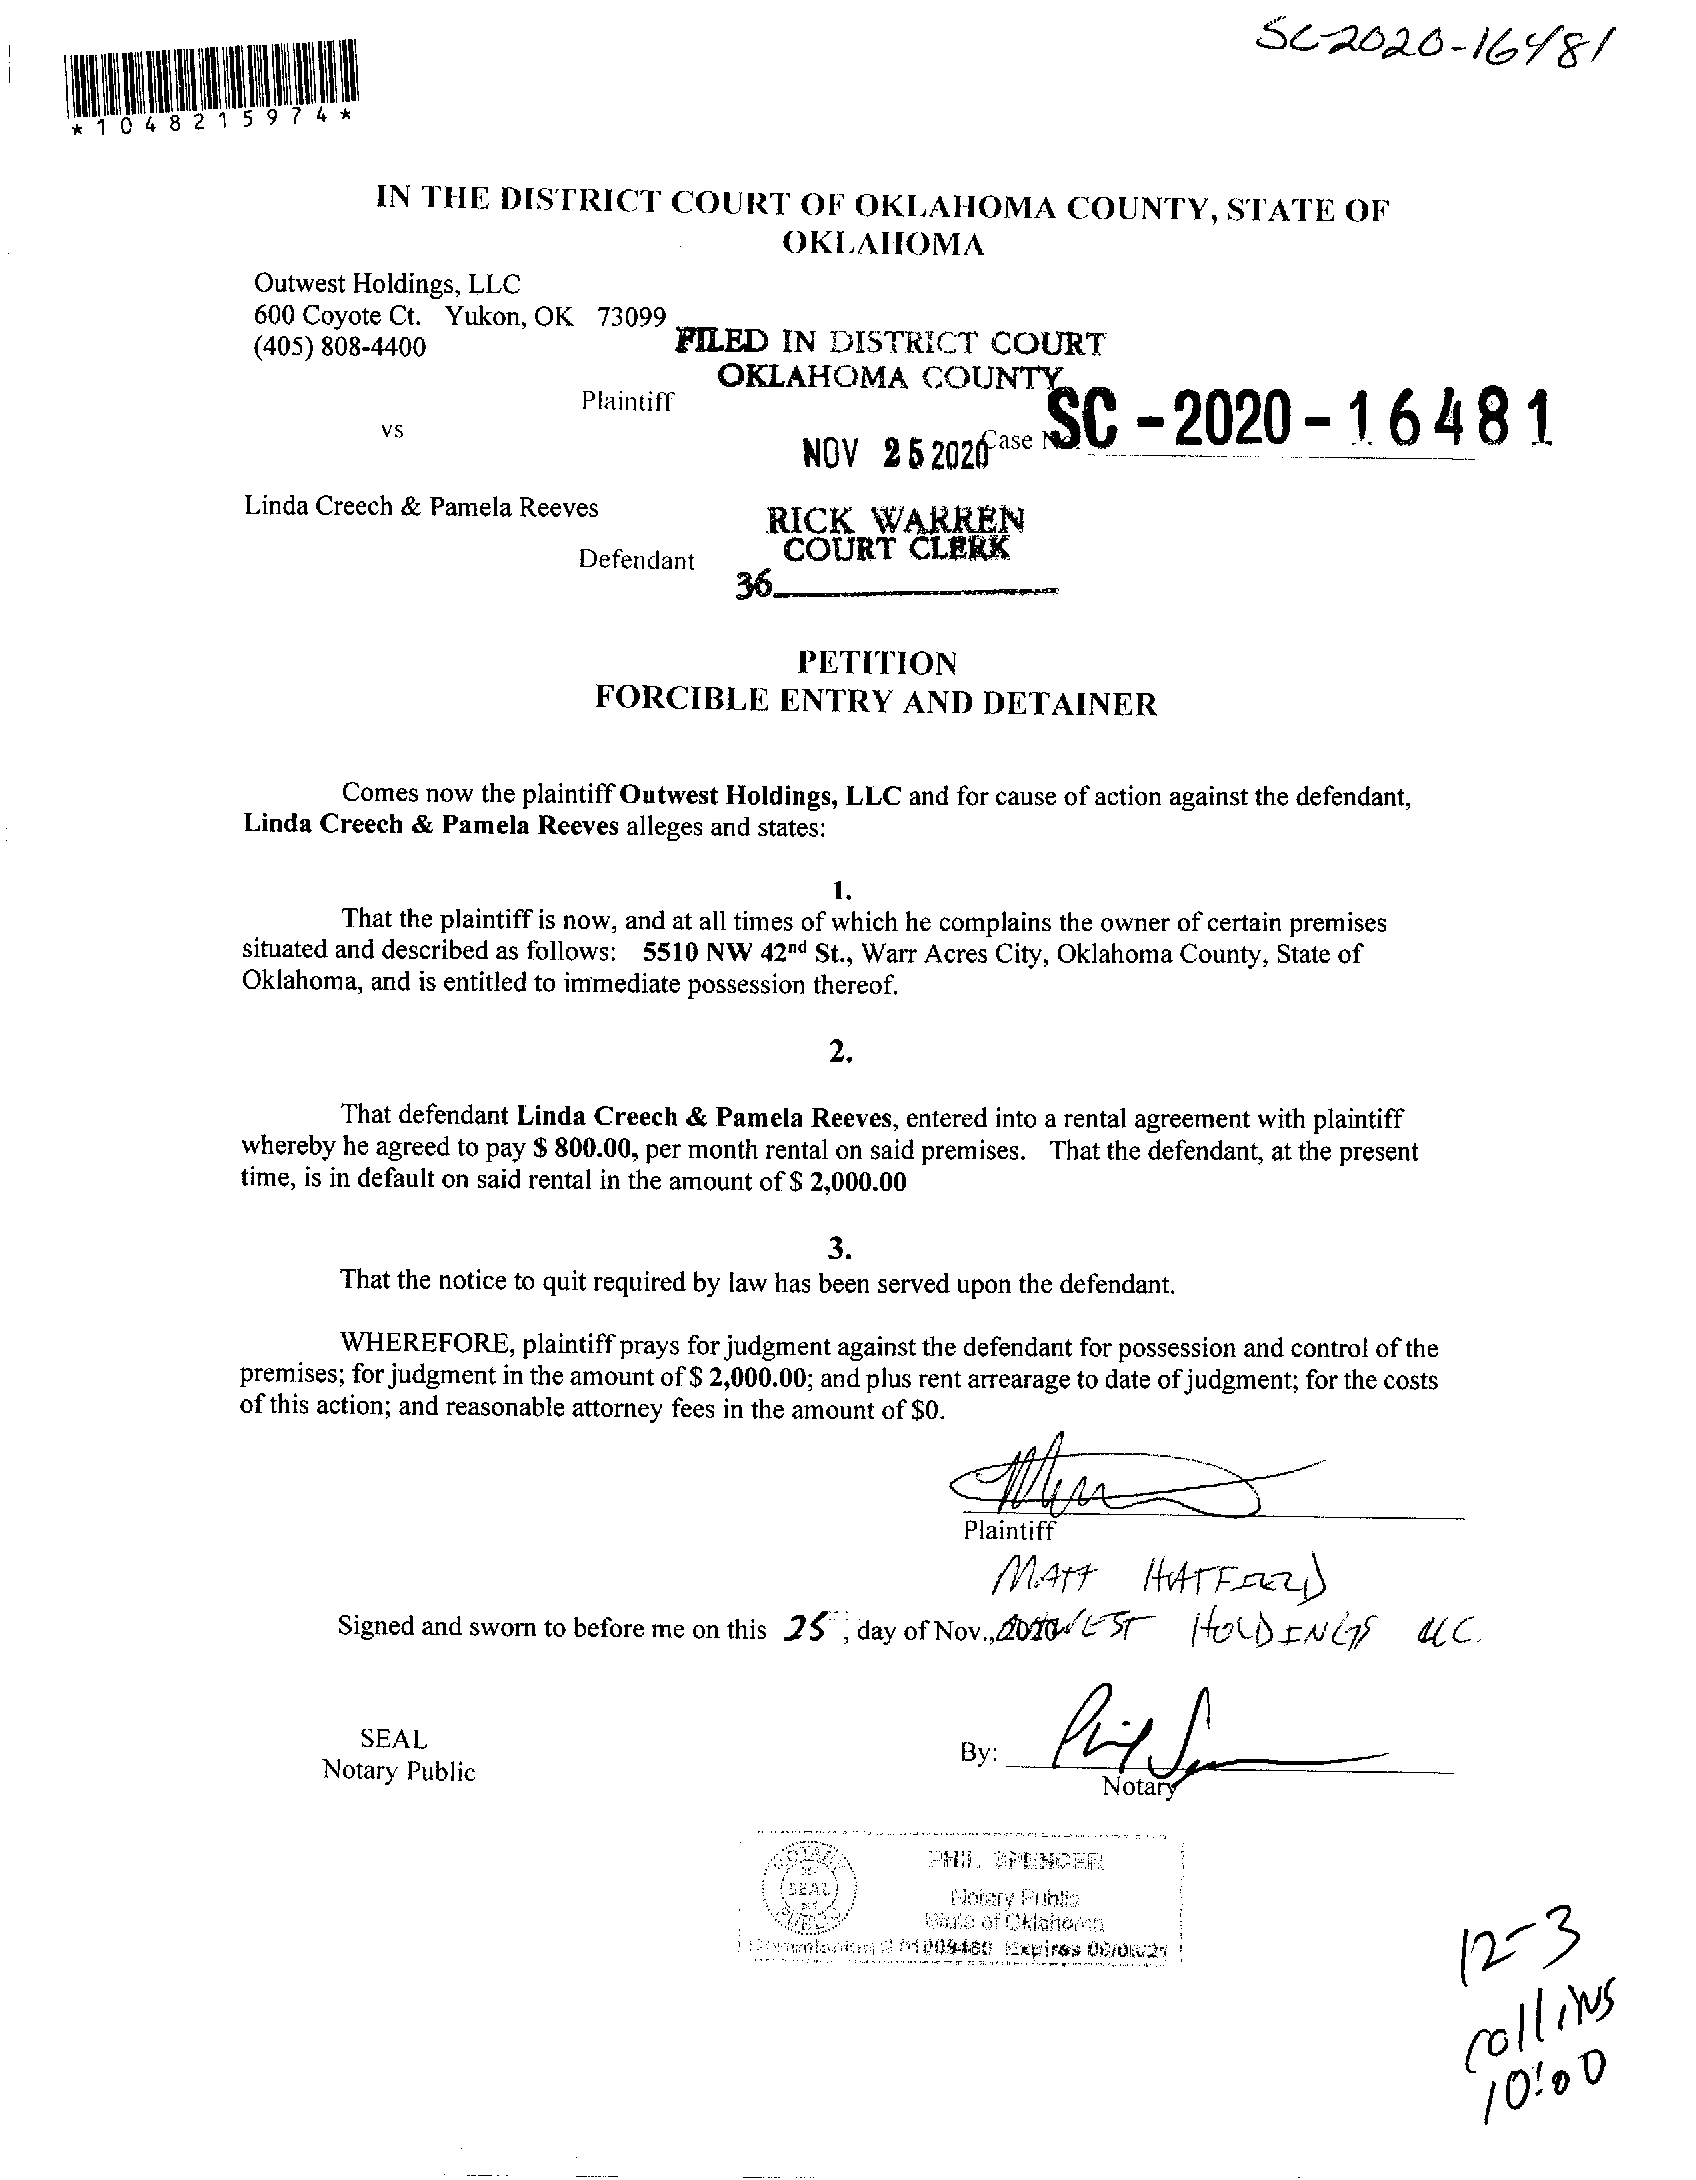 SC-2020-16481
*1048215974*
IN THE DISTRICT COURT OF OKLAHOMA COUNTY, STATE OF
OKLAHOMA
Outwest Holdings, LLC
600 Coyote Ct. Yukon, OK 73099
(405) 808-4400
FILED IN DISTRICT COURT
OKLAHOMA COUNTY
Plaintiff
vs
NOV 25 2020
Case
SC-2020-16481
Linda Creech & Pamela Reeves
RICK WARREN
COURT CLERK
Defendant
36
PETITION
FORCIBLE ENTRY AND DETAINER
Comes now the plaintiff Outwest Holdings, LLC and for cause of action against the defendant,
Linda Creech & Pamela Reeves alleges and states:
1.
That the plaintiff is now, and at all times of which he complains the owner of certain premises
situated and described as follows: 5510 NW 42nd St., Warr Acres City, Oklahoma County, State of
Oklahoma, and is entitled to immediate possession thereof.
2.
That defendant Linda Creech & Pamela Reeves, entered into a rental agreement with plaintiff
whereby he agreed to pay $ 800.00, per month rental on said premises. That the defendant, at the present
time, is in default on said rental in the amount of $ 2,000.00
3.
That the notice to quit required by law has been served upon the defendant.
WHEREFORE, plaintiff prays for judgment against the defendant for possession and control of the
premises; for judgment in the amount of $ 2,000.00; and plus rent arrearage to date of judgment; for the costs
of this action; and reasonable attorney fees in the amount of $0.
Plaintiff
MATT HATFIELD
Signed and sworn to before me on this 25, day of Nov., 2020
OUTWEST HOLDINGS LLC.
SEAL
Notary Public
By: Phil
Notary
NOTARY
SEAL
PUBLIC
PHIL SPENCER
Notary Public
State of Oklahoma
Commission # 01009460 Expires
12-3
collins
10:00